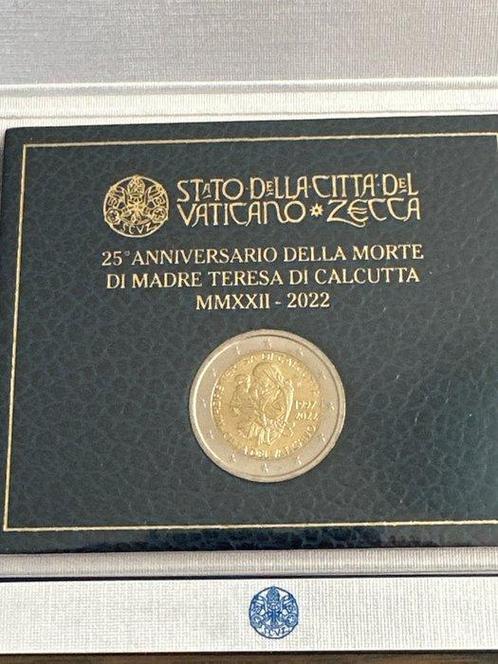 STATO·DELLA·CITTA·DEL
VATICANO ZECCA
25° ANNIVERSARIO DELLA MORTE
DI MADRE TERESA DI CALCUTTA
MMXXII - 2022
1997
2022